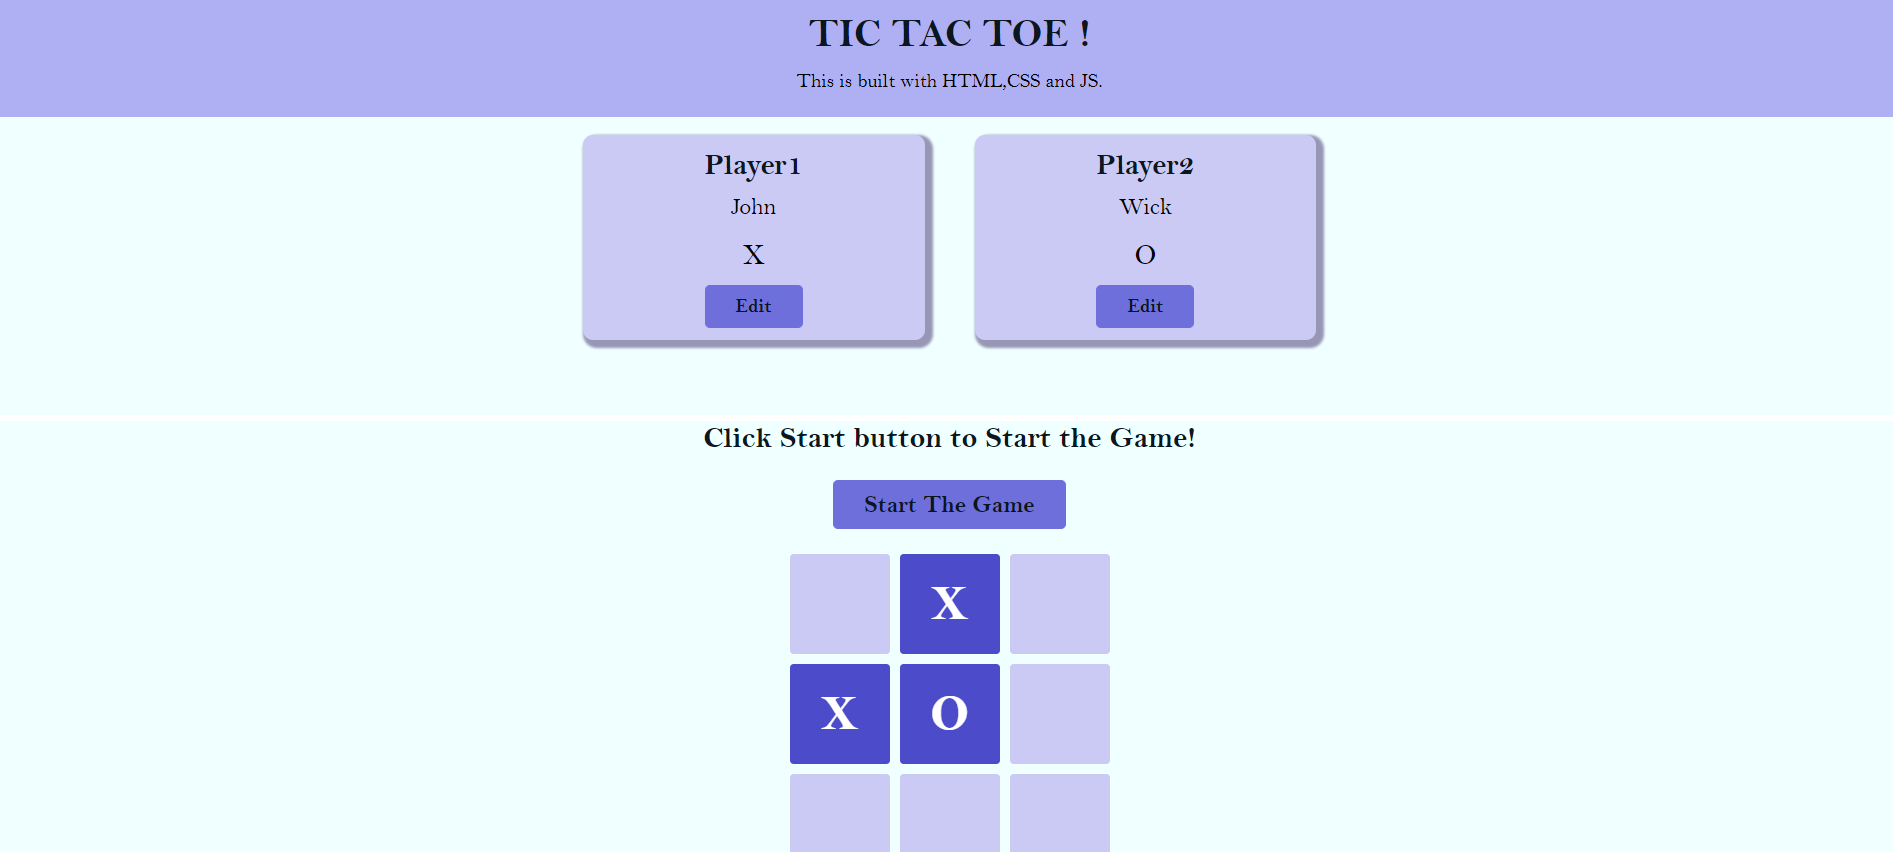 TIC TAC TOE !
This is built with HTML,CSS and JS.
Player1
John
X
Edit
Player2
Wick
O
Edit
Click Start button to Start the Game!
Start The Game
X
X O